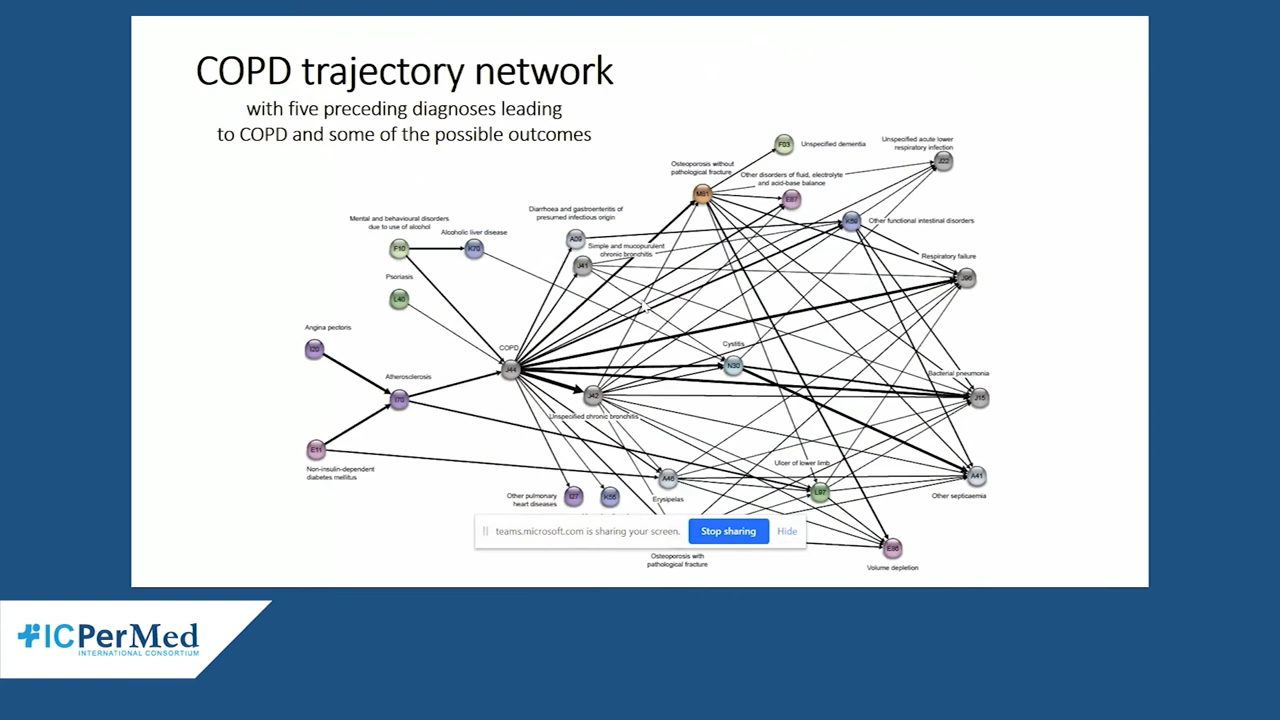 COPD trajectory network
with five preceding diagnoses leading
to COPD and some of the possible outcomes
F03
Unspecified dementia
Unspecified acute lower
respiratory infection
J22
Osteoporosis without
pathological fracture
M81
Other disorders of fluid, electrolyte
and acid-base balance
E87
Diarrhoea and gastroenteritis of
presumed infectious origin
A09
K59
Other functional intestinal disorders
Mental and behavioural disorders
due to use of alcohol
F10
Alcoholic liver disease
K70
Simple and mucopurulent
chronic bronchitis
J41
Respiratory failure
J96
Psoriasis
L40
Angina pectoris
I20
COPD
J44
Cystitis
N30
Atherosclerosis
I70
J42
Unspecified chronic bronchitis
Bacterial pneumonia
J15
E11
Non-insulin-dependent
diabetes mellitus
A46
Erysipelas
Ulcer of lower limb
L97
A41
Other septicaemia
Other pulmonary
heart diseases
I27
teams.microsoft.com is sharing your screen.
Stop sharing
Hide
Osteoporosis with
pathological fracture
E86
Volume depletion
ICPerMed
INTERNATIONAL CONSORTIUM